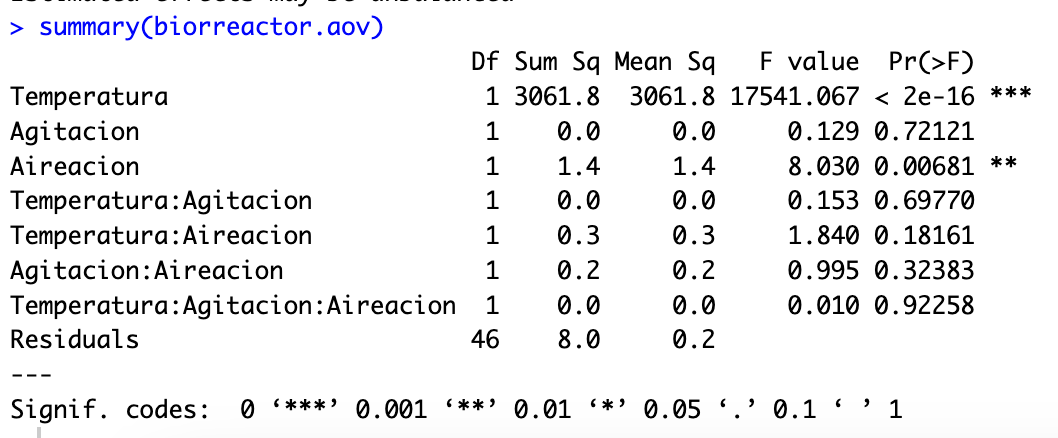 > summary(biorreactor.aov)
Df Sum Sq Mean Sq F value Pr(>F)
Temperatura 1 3061.8 3061.8 17541.067 < 2e-16 ***
Agitacion 1 0.0 0.0 0.129 0.72121
Aireacion 1 1.4 1.4 8.030 0.00681 **
Temperatura:Agitacion 1 0.0 0.0 0.153 0.69770
Temperatura:Aireacion 1 0.3 0.3 1.840 0.18161
Agitacion:Aireacion 1 0.2 0.2 0.995 0.32383
Temperatura:Agitacion:Aireacion 1 0.0 0.0 0.010 0.92258
Residuals 46 8.0 0.2
---
Signif. codes: 0 ‘***’ 0.001 ‘**’ 0.01 ‘*’ 0.05 ‘.’ 0.1 ‘ ’ 1